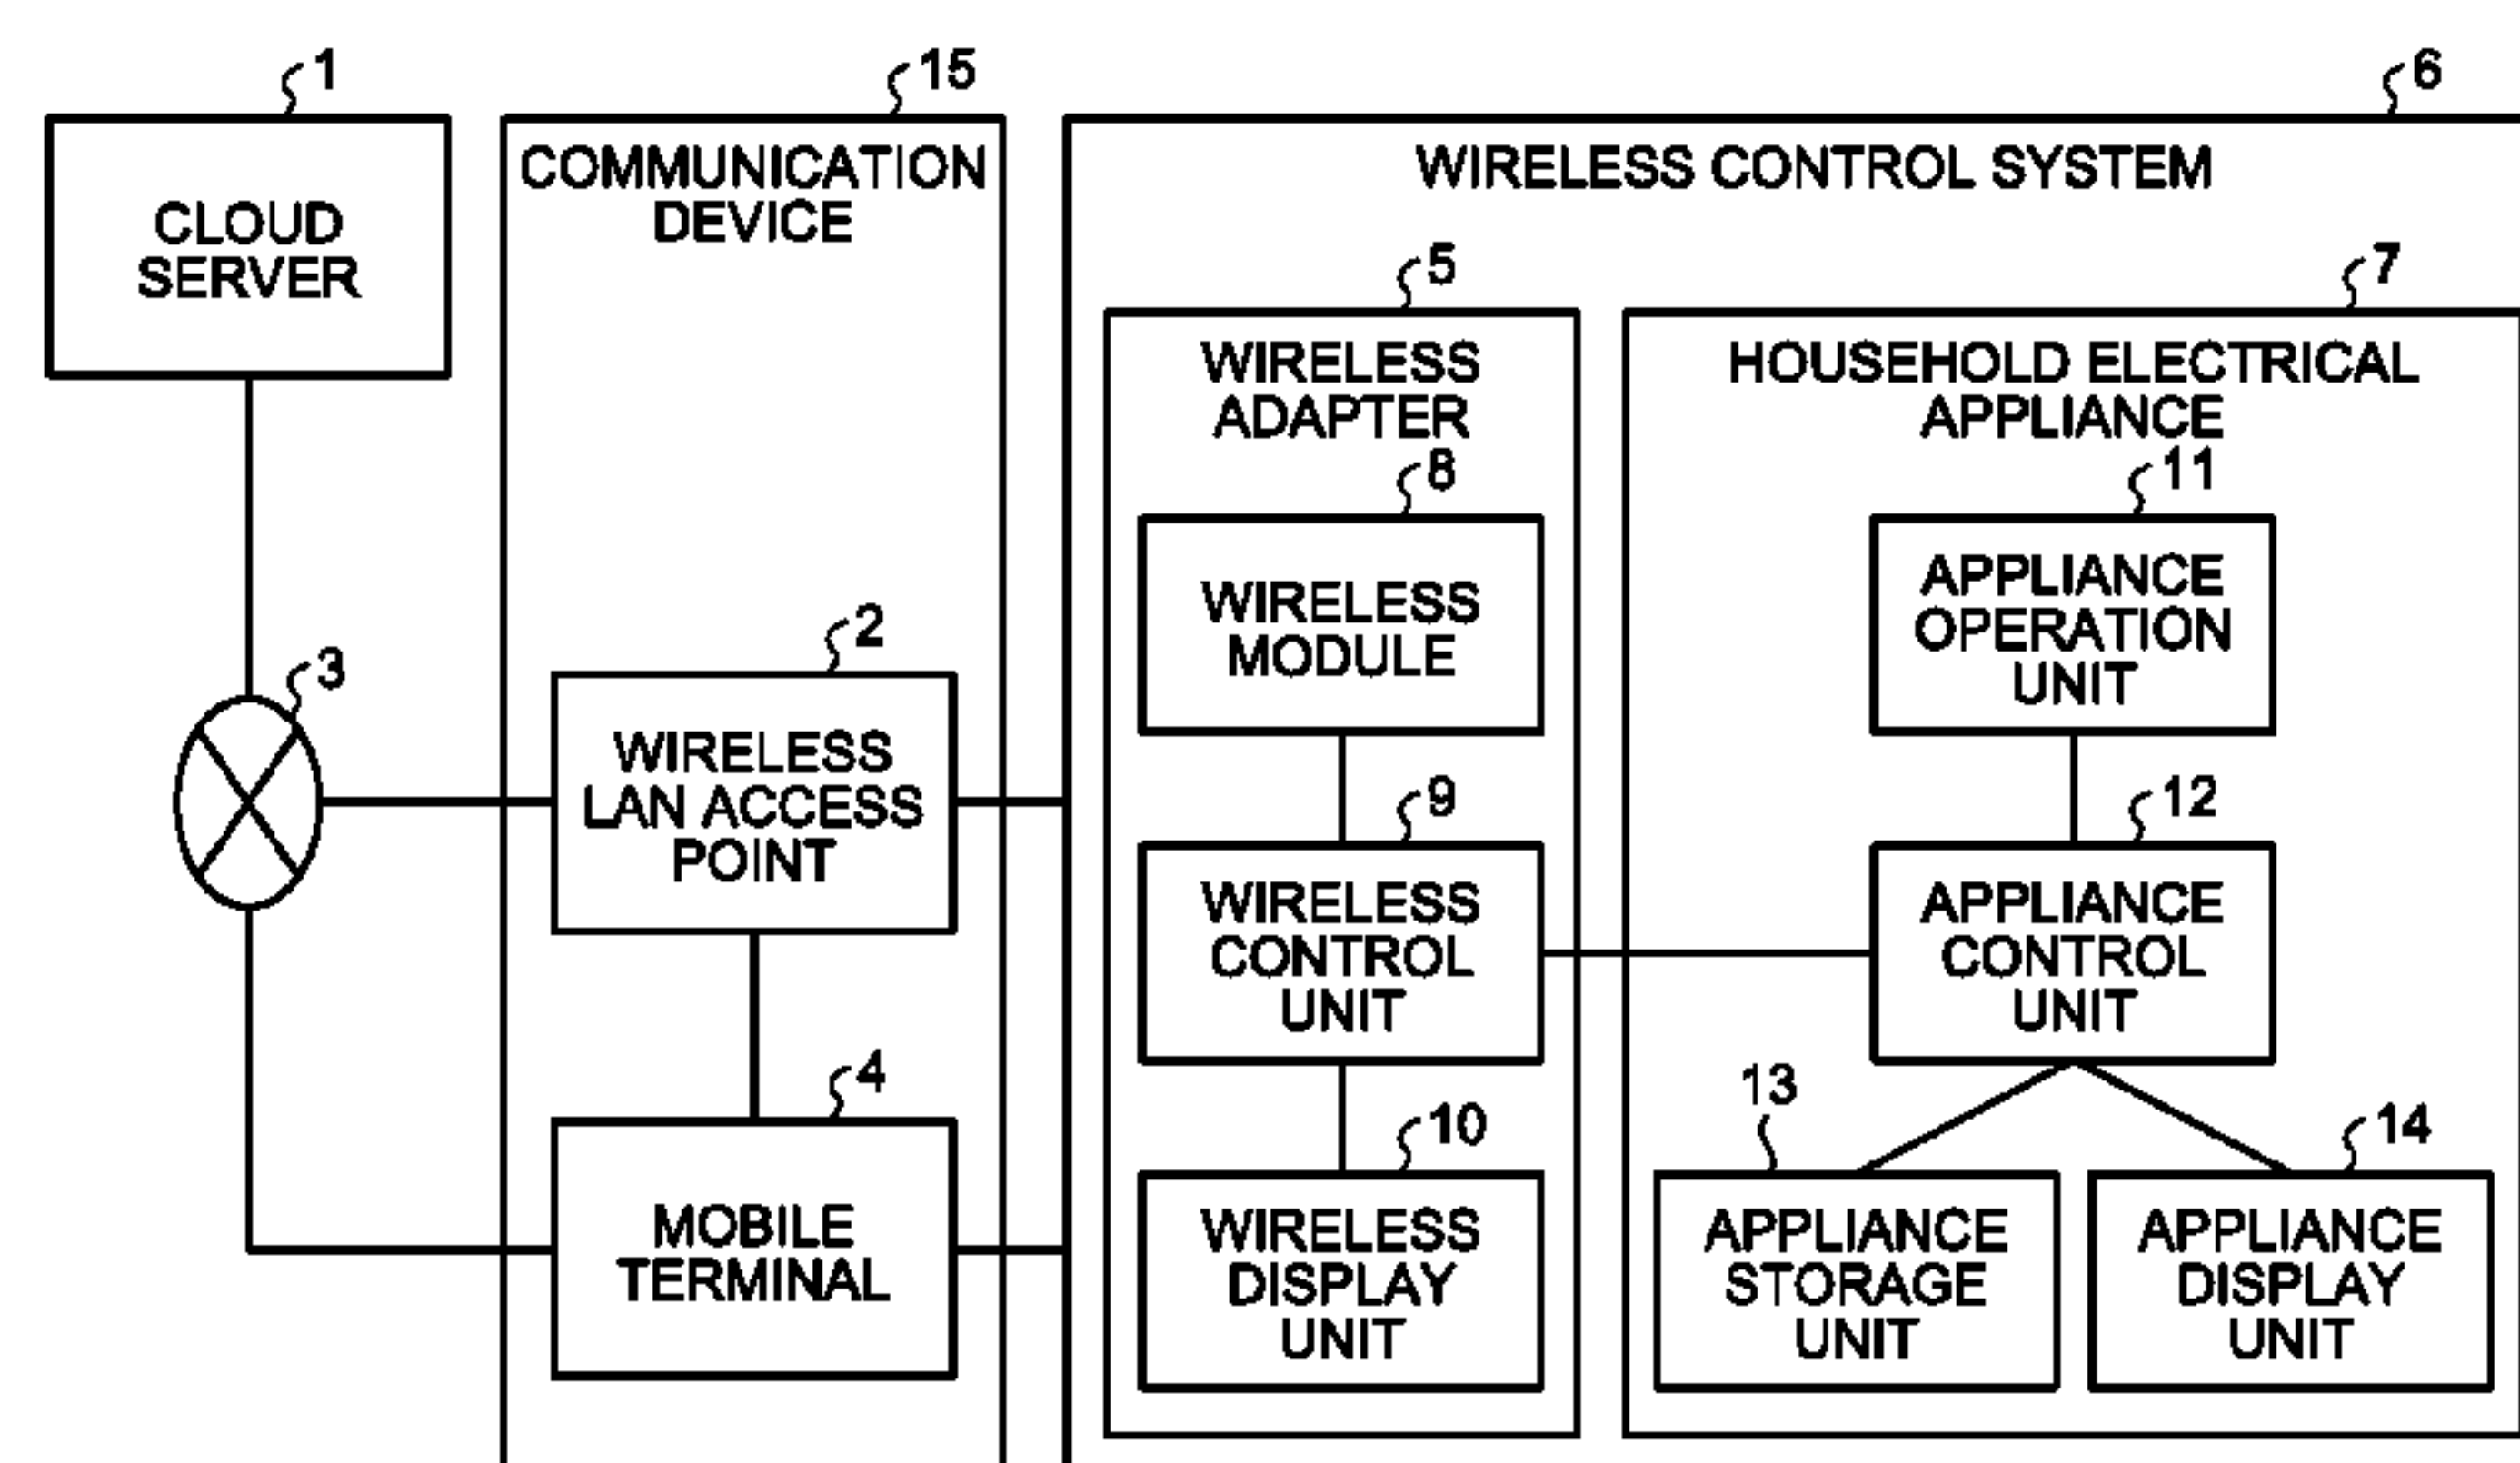 1
CLOUD
SERVER
3
15
COMMUNICATION
DEVICE
2
WIRELESS
LAN ACCESS
POINT
4
MOBILE
TERMINAL
6
WIRELESS CONTROL SYSTEM
5
WIRELESS
ADAPTER
8
WIRELESS
MODULE
9
WIRELESS
CONTROL
UNIT
10
WIRELESS
DISPLAY
UNIT
7
HOUSEHOLD ELECTRICAL
APPLIANCE
11
APPLIANCE
OPERATION
UNIT
12
APPLIANCE
CONTROL
UNIT
13
APPLIANCE
STORAGE
UNIT
14
APPLIANCE
DISPLAY
UNIT